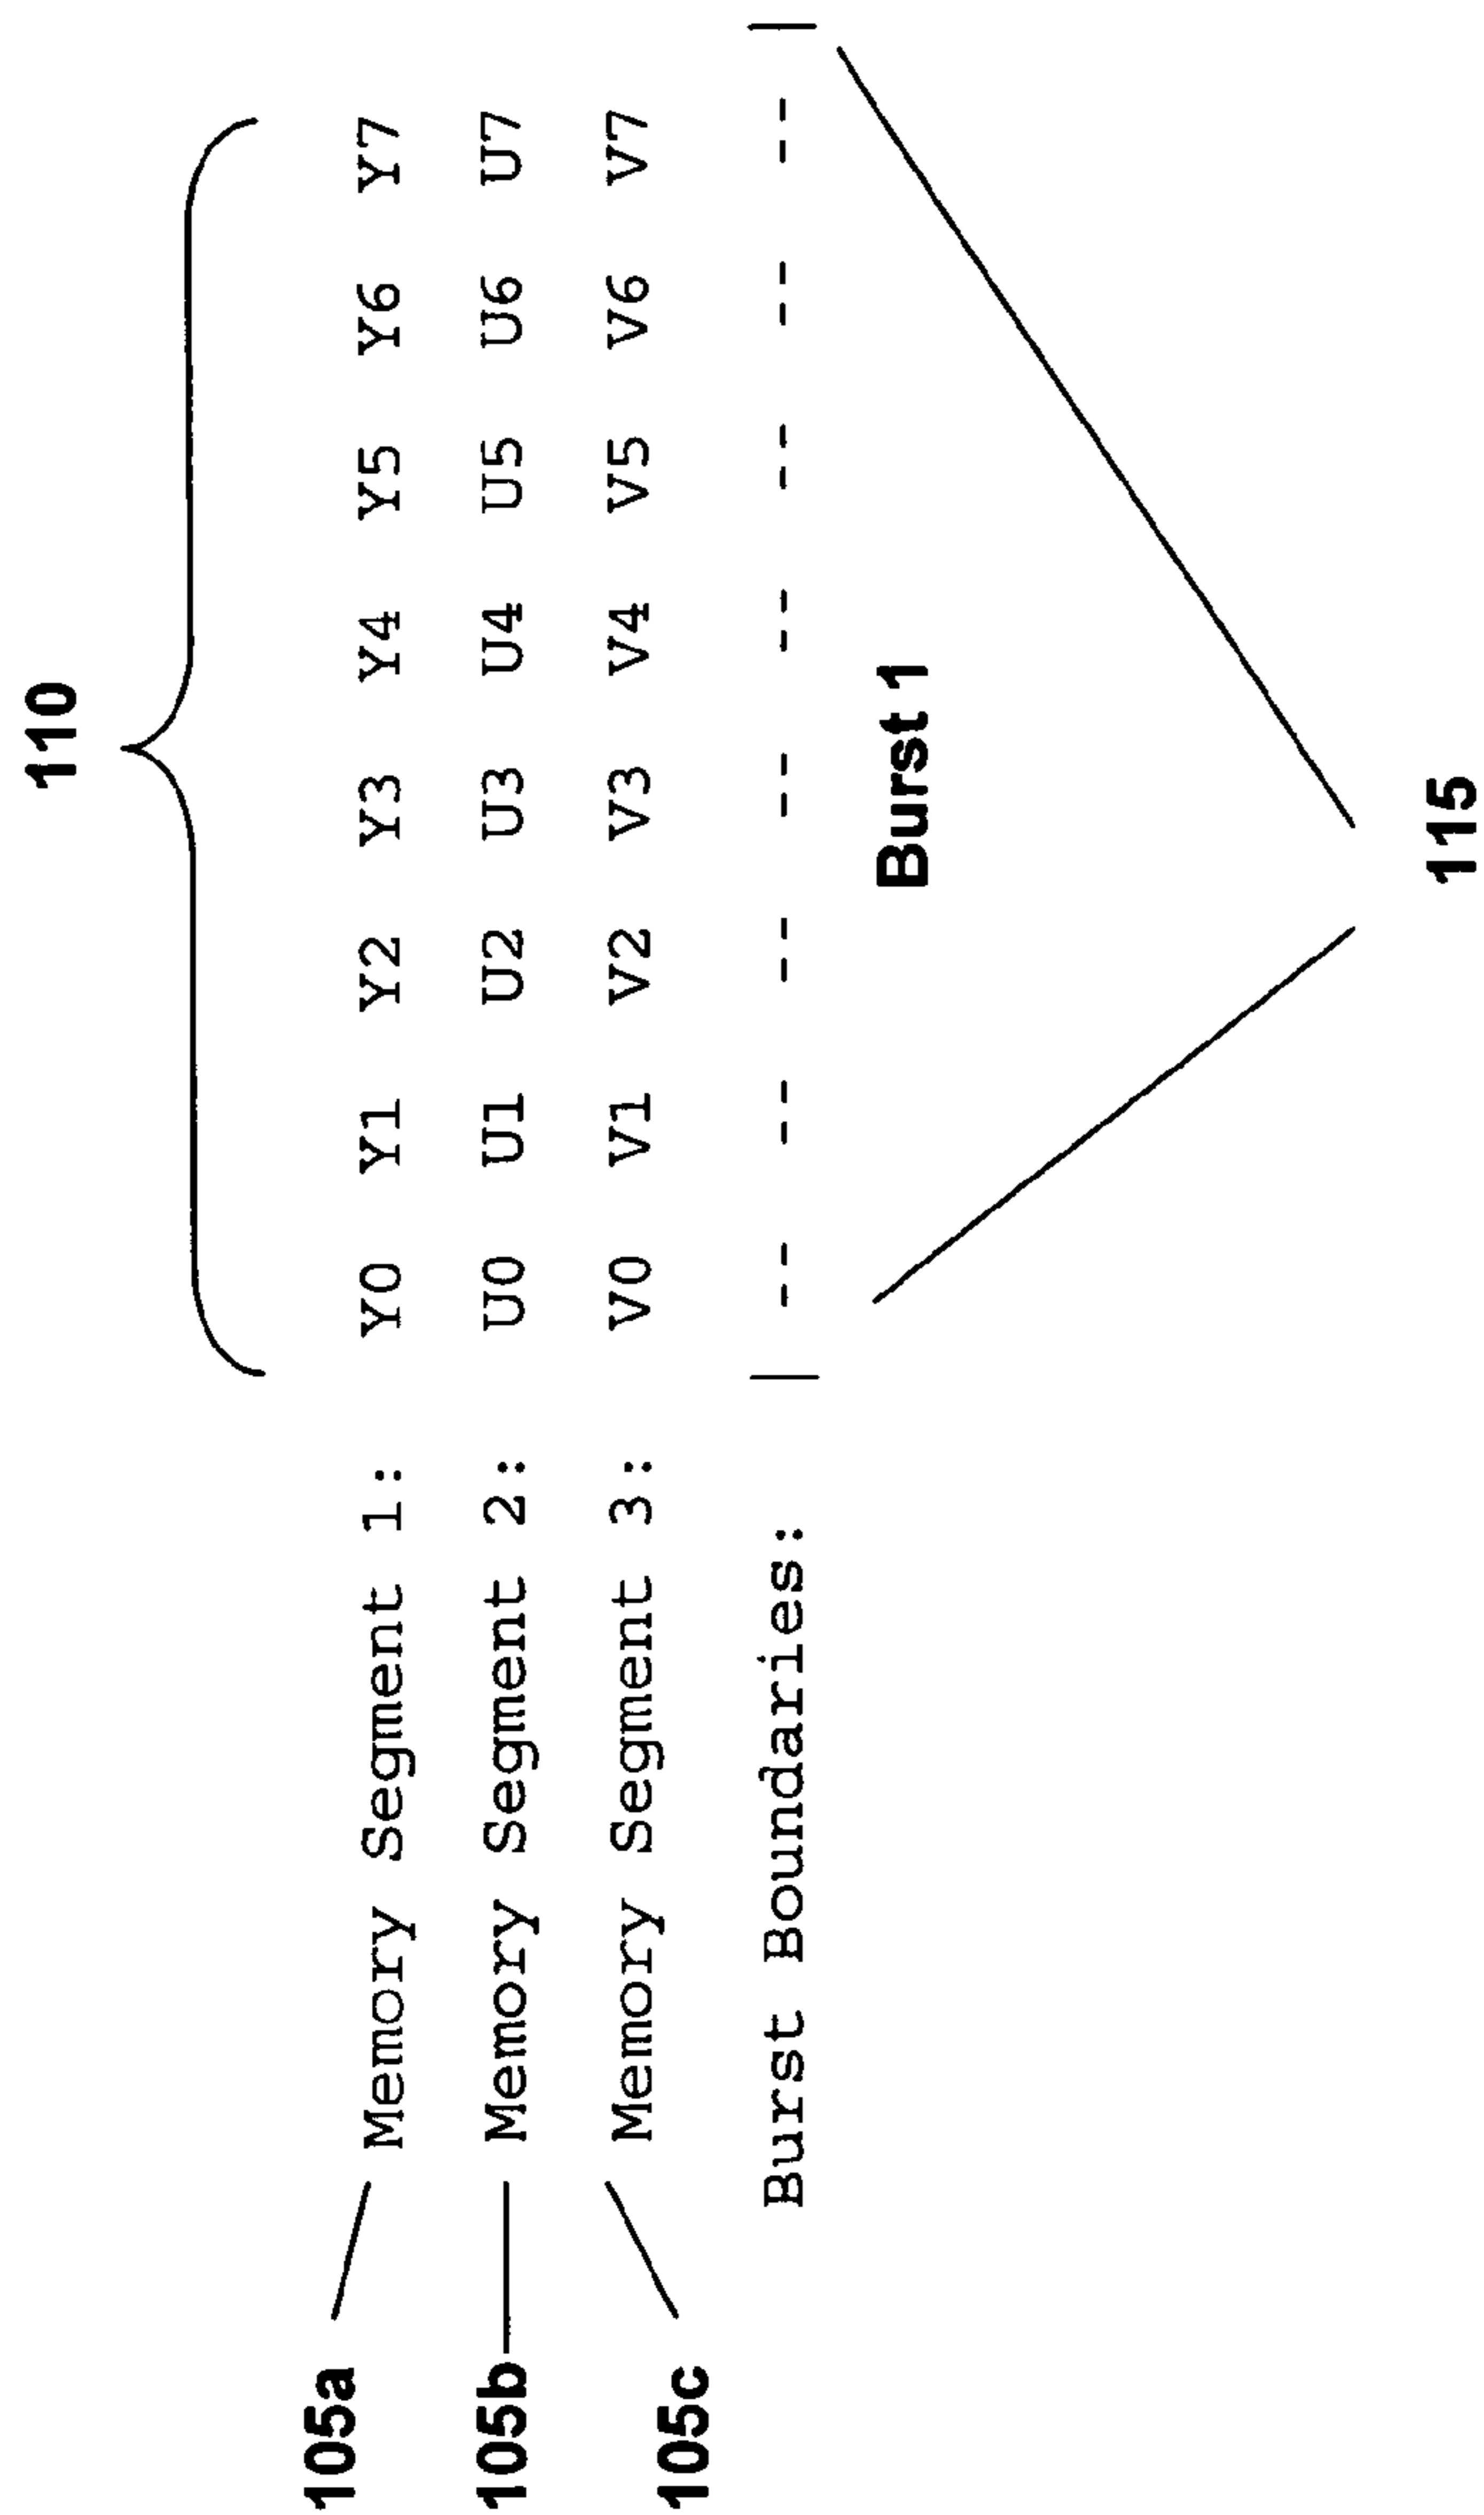 110
105a Memory Segment 1: Y0 Y1 Y2 Y3 Y4 Y5 Y6 Y7
105b Memory Segment 2: U0 U1 U2 U3 U4 U5 U6 U7
105c Memory Segment 3: V0 V1 V2 V3 V4 V5 V6 V7
Burst Boundaries: | -- -- -- -- -- -- -- -- |
Burst 1
115